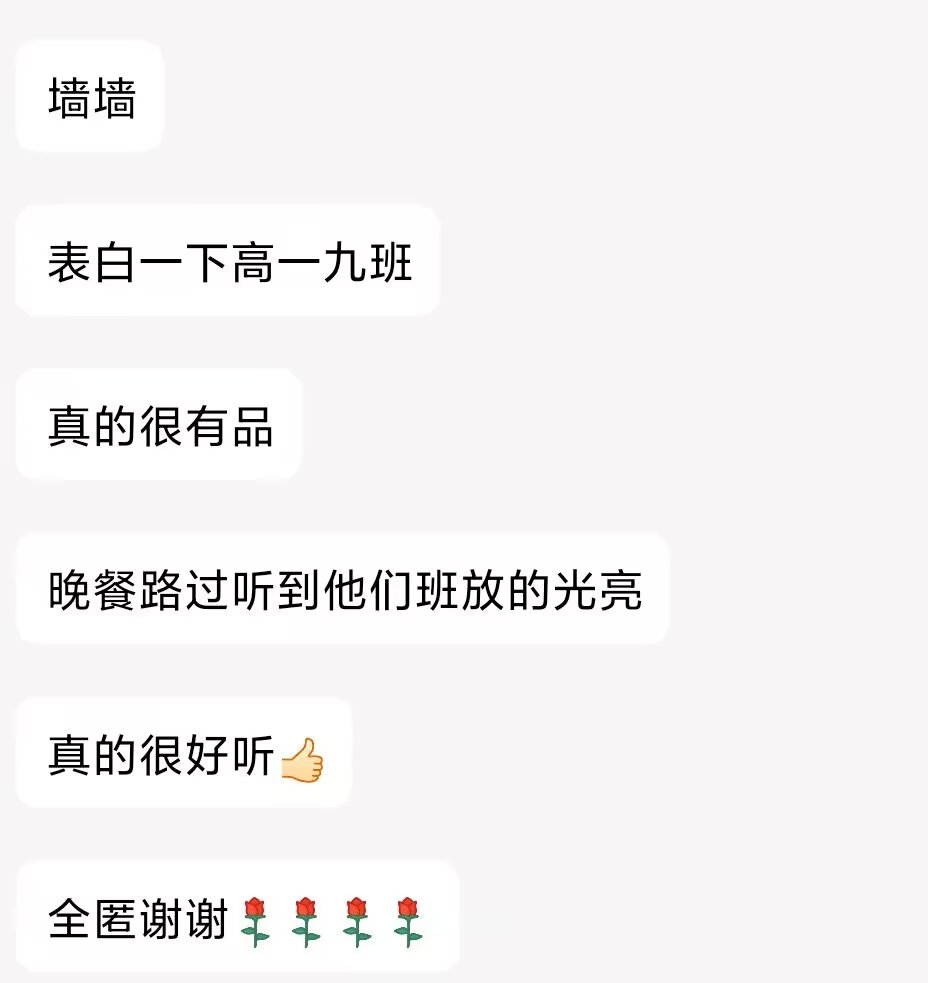 墙墙
表白一下高一九班
真的很有品
晚餐路过听到他们班放的光亮
真的很好听👍
全匿谢谢🌹🌹🌹🌹